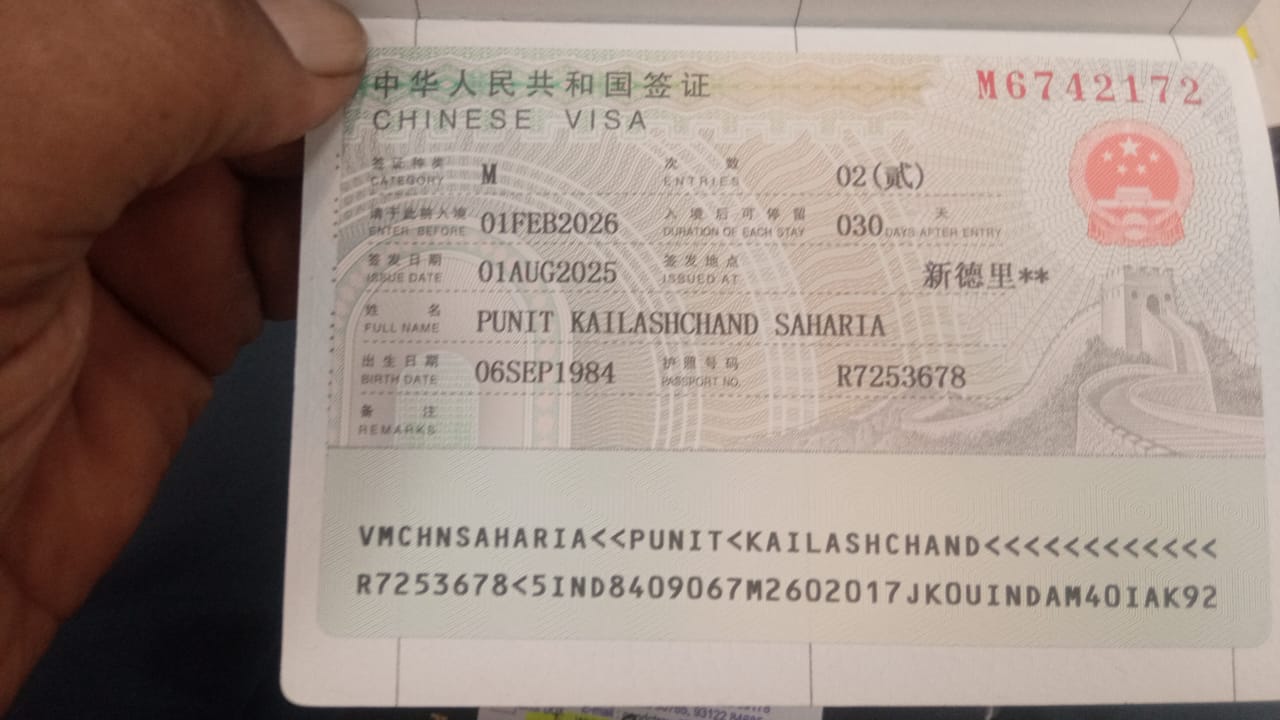 中华人民共和国签证
CHINESE VISA
M6742172
签证种类 CATEGORY M 次数 ENTRIES 02(贰)
请于此前入境 ENTER BEFORE 01FEB2026 入境后可停留 DURATION OF EACH STAY 030 天 DAYS AFTER ENTRY
签发日期 ISSUE DATE 01AUG2025 签发地点 ISSUED AT 新德里**
姓名 FULL NAME PUNIT KAILASHCHAND SAHARIA
出生日期 BIRTH DATE 06SEP1984 护照号码 PASSPORT NO. R7253678
备注 REMARKS
VMCHNSAHARIA<<PUNIT<KAILASHCHAND<<<<<<<<<<<<
R7253678<5IND8409067M2602017JK0UINDAM40IAK92